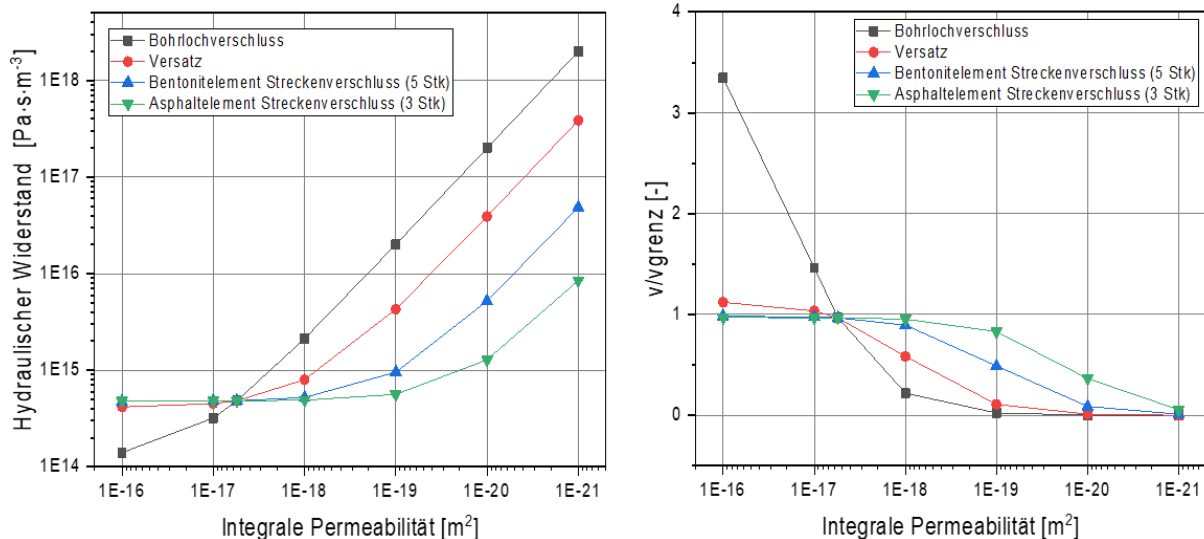 Hydraulischer Widerstand [Pa·s·m-3]
1E18
1E17
1E16
1E15
1E14
Bohrlochverschluss
Versatz
Bentonitelement Streckenverschluss (5 Stk)
Asphaltelement Streckenverschluss (3 Stk)
1E-16 1E-17 1E-18 1E-19 1E-20 1E-21
Integrale Permeabilität [m2]
v/vgrenz [-]
4
3
2
1
0
Bohrlochverschluss
Versatz
Bentonitelement Streckenverschluss (5 Stk)
Asphaltelement Streckenverschluss (3 Stk)
1E-16 1E-17 1E-18 1E-19 1E-20 1E-21
Integrale Permeabilität [m2]